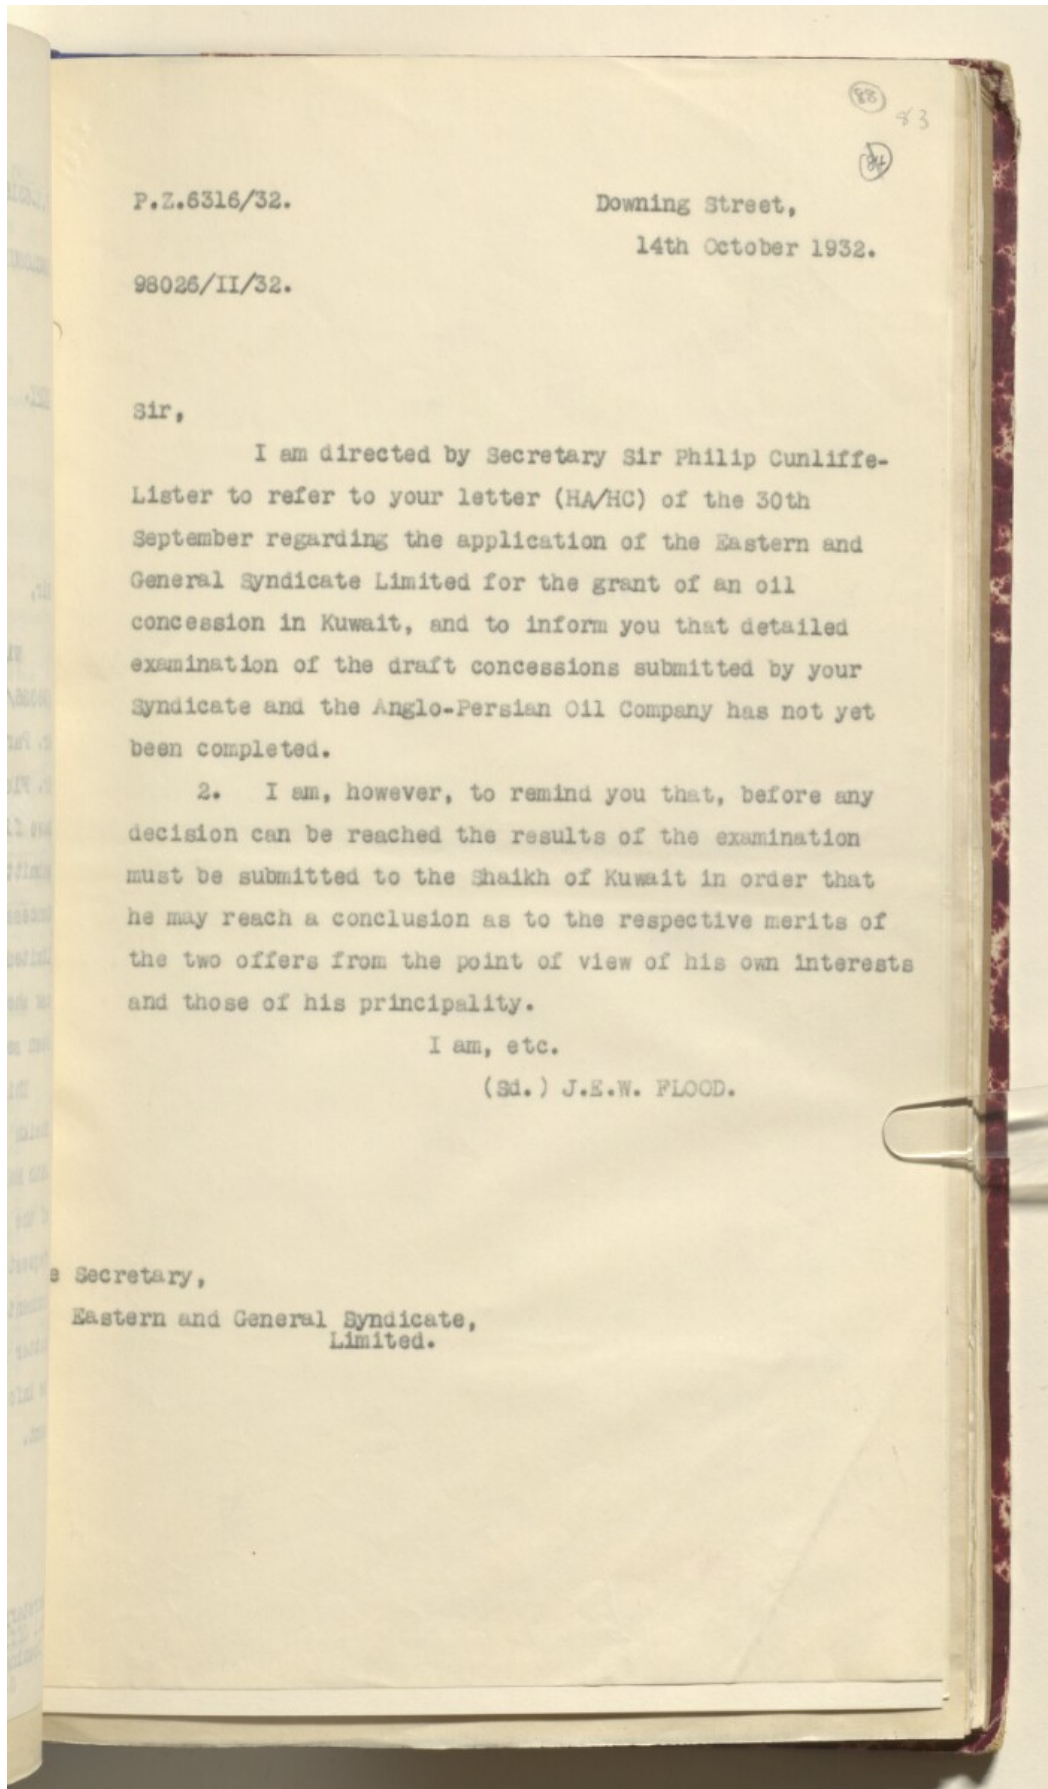 88
83
P.Z.6316/32.
Downing Street,
14th October 1932.
98026/II/32.
Sir,
I am directed by Secretary Sir Philip Cunliffe-
Lister to refer to your letter (HA/HC) of the 30th
September regarding the application of the Eastern and
General Syndicate Limited for the grant of an oil
concession in Kuwait, and to inform you that detailed
examination of the draft concessions submitted by your
Syndicate and the Anglo-Persian Oil Company has not yet
been completed.
2. I am, however, to remind you that, before any
decision can be reached the results of the examination
must be submitted to the Shaikh of Kuwait in order that
he may reach a conclusion as to the respective merits of
the two offers from the point of view of his own interests
and those of his principality.
I am, etc.
(Sd.) J.E.W. FLOOD.
e Secretary,
Eastern and General Syndicate,
Limited.